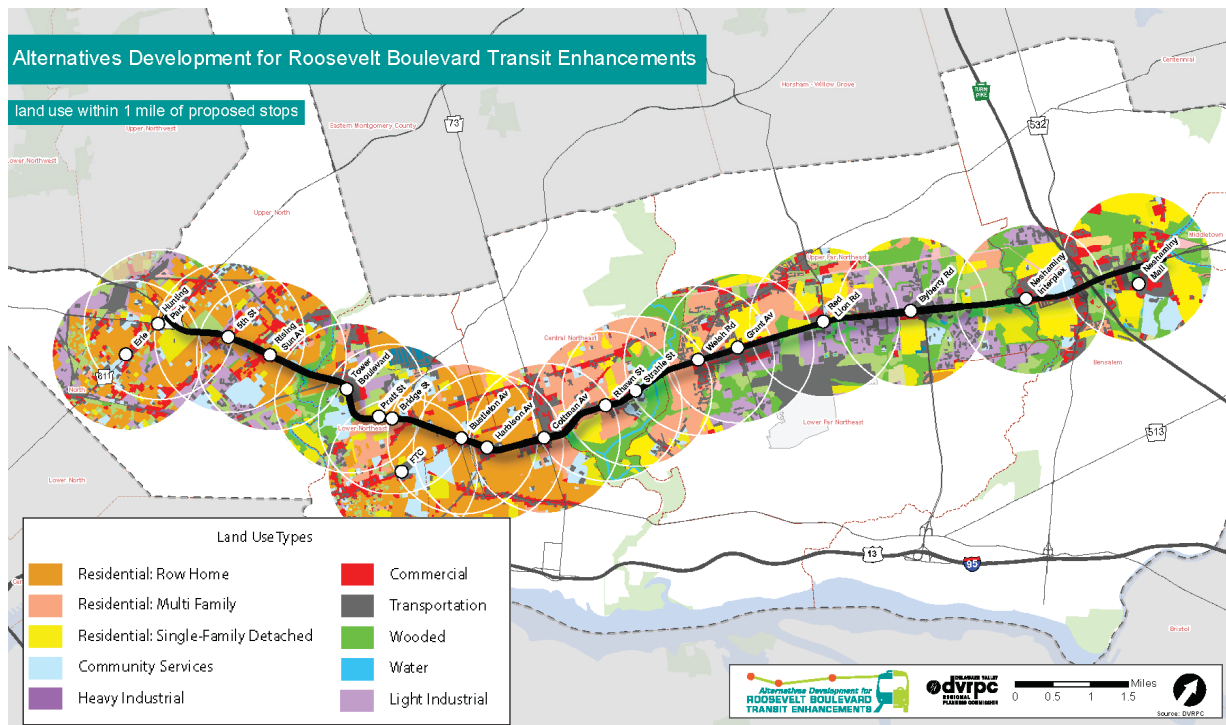 Alternatives Development for Roosevelt Boulevard Transit Enhancements
land use within 1 mile of proposed stops
Upper Northwest
Lower Northwest
Eastern Montgomery County
73
Horsham - Willow Grove
TURN PIKE
Centennial
532
Upper North
Upper Far Northeast
Middletown
Neshaminy
Mall
Neshaminy
Interplex
Byberry Rd
Red
Lion Rd
Grant Av
Welsh Rd
Central Northeast
Strahle St
Rhawn St
Cottman Av
Harbison Av
Bustleton Av
Bridge St
Pratt St
Tower
Boulevard
Rising
Sun Av
5th St
Hunting
Park
Erie
North
611
Lower Northeast
FTC
Bensalem
Lower Far Northeast
513
Lower North
13
95
Bristol
Land Use Types
Residential: Row Home
Residential: Multi Family
Residential: Single-Family Detached
Community Services
Heavy Industrial
Commercial
Transportation
Wooded
Water
Light Industrial
Alternatives Development for
ROOSEVELT BOULEVARD
TRANSIT ENHANCEMENTS
DELAWARE VALLEY
dvrpc
REGIONAL
PLANNING COMMISSION
Miles
0 0.5 1 1.5
Source: DVRPC